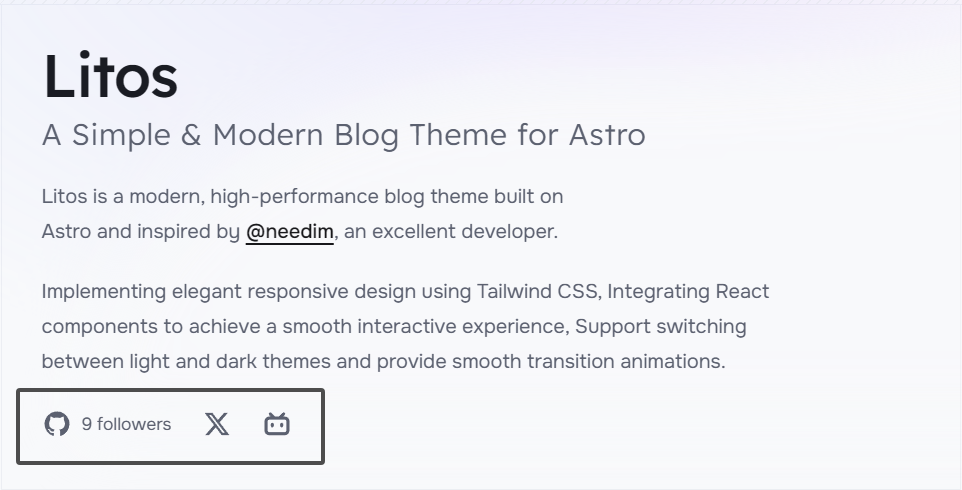 Litos
A Simple & Modern Blog Theme for Astro
Litos is a modern, high-performance blog theme built on
Astro and inspired by @needim, an excellent developer.
Implementing elegant responsive design using Tailwind CSS, Integrating React
components to achieve a smooth interactive experience, Support switching
between light and dark themes and provide smooth transition animations.
9 followers